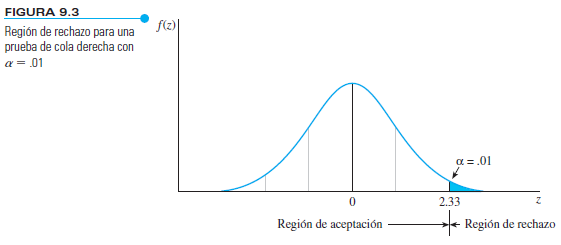 FIGURA 9.3
Región de rechazo para una
prueba de cola derecha con
α = .01
f(z)
α = .01
0
2.33
z
Región de aceptación
Región de rechazo